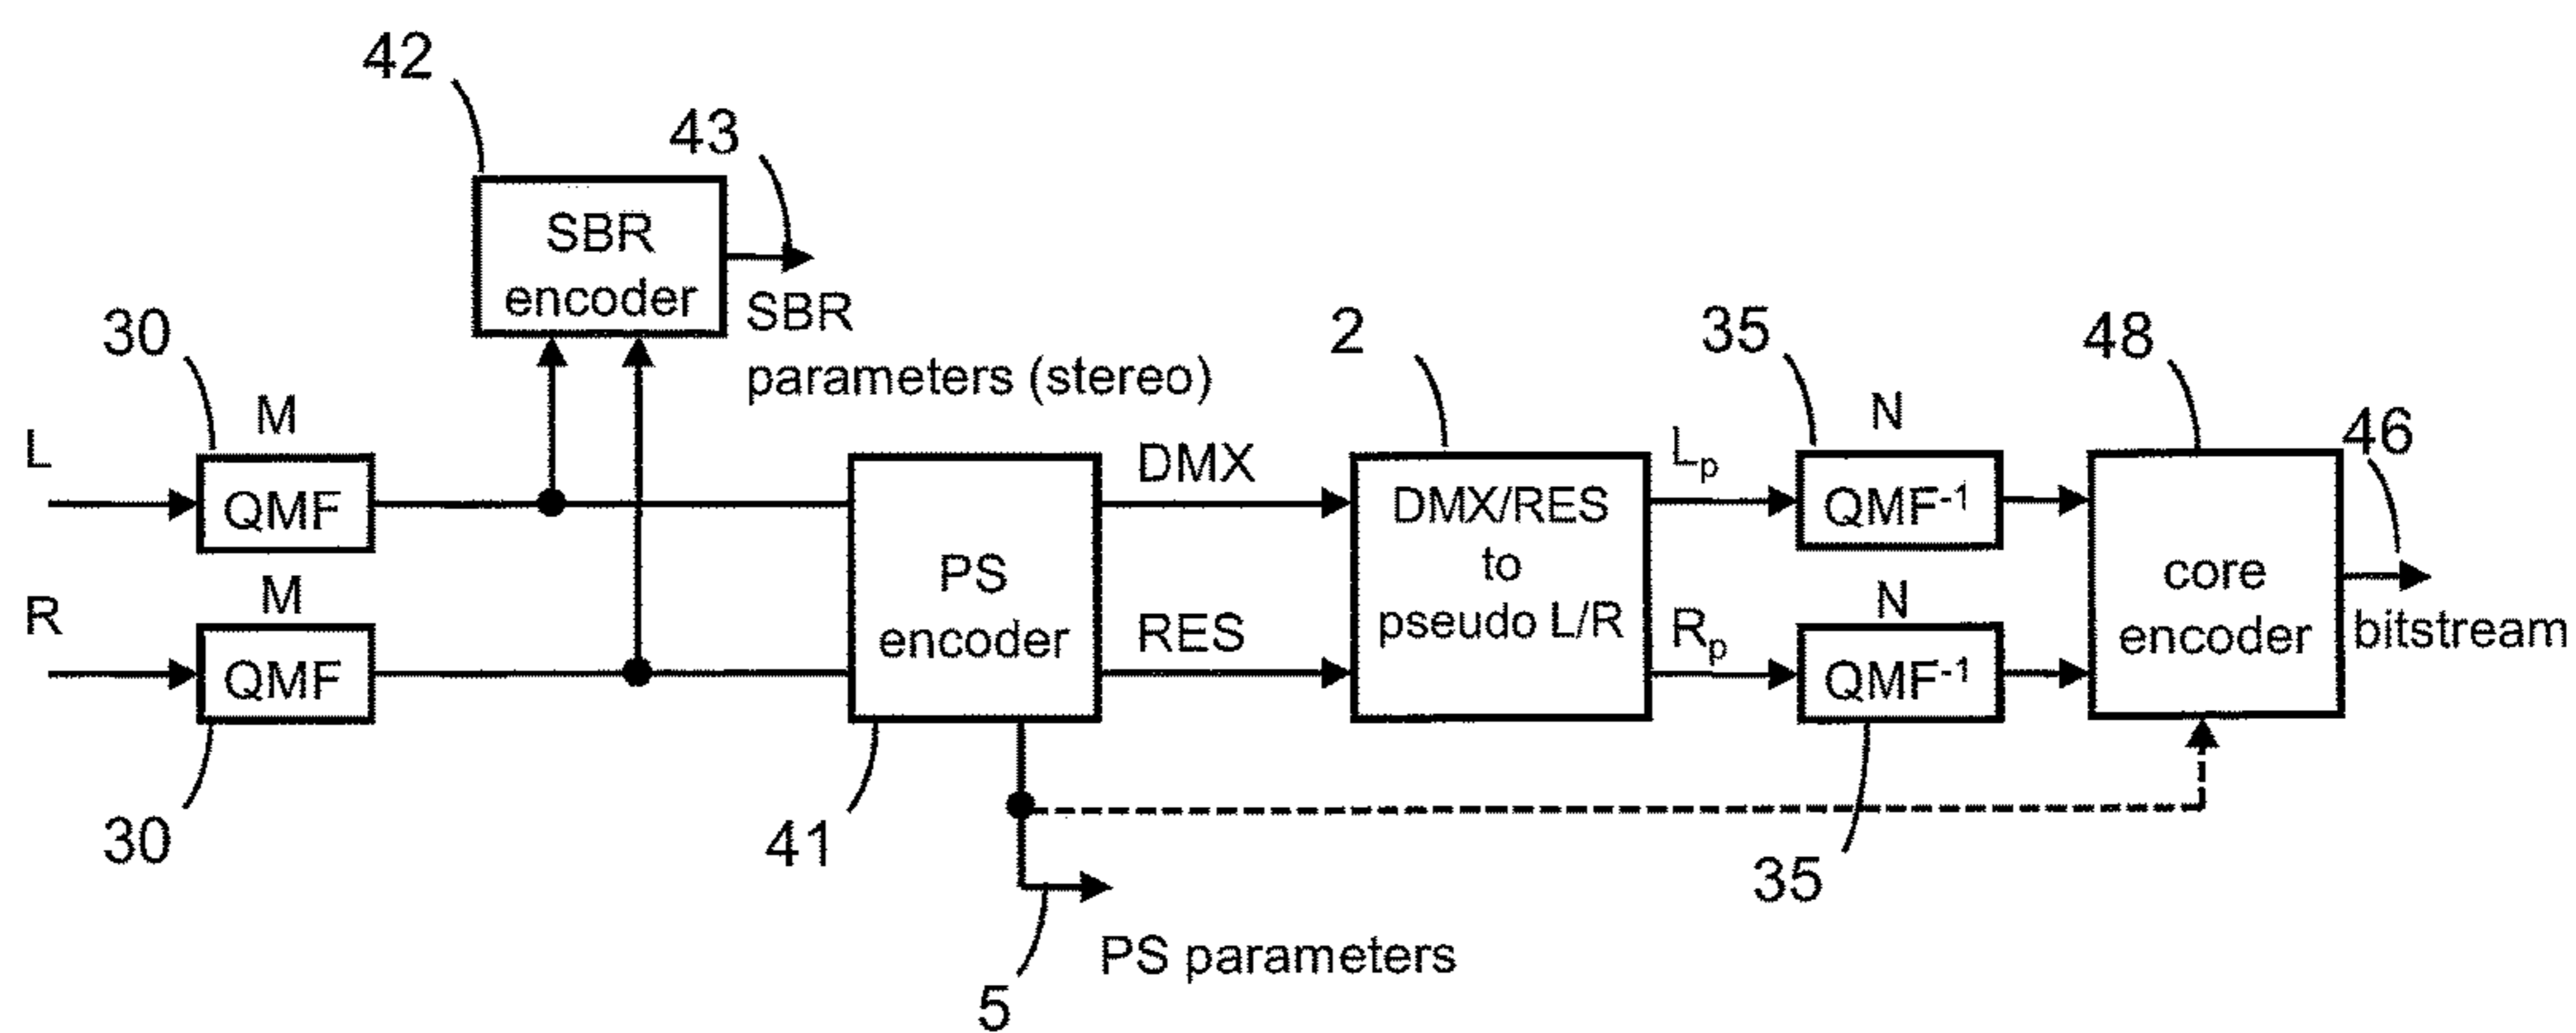 42
43
SBR
encoder
SBR
parameters (stereo)
30
2
35
48
M
N
46
L
QMF
DMX
Lp
QMF-1
DMX/RES
to
pseudo L/R
PS
encoder
core
encoder
bitstream
M
N
R
QMF
RES
Rp
QMF-1
30
41
35
5
PS parameters